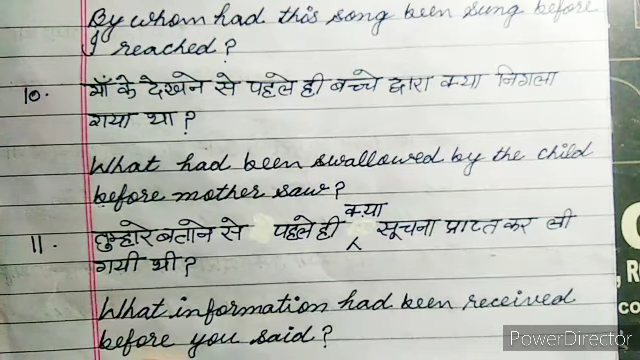 By whom had this song been sung before
I reached?
10. माँ के देखने से पहले ही बच्चे द्वारा क्या निगला
गया था?
What had been swallowed by the child
before mother saw?
11. तुम्हारे बताने से पहले ही क्या सूचना प्राप्त कर ली
गयी थी?
What information had been received
before you said?
PowerDirector